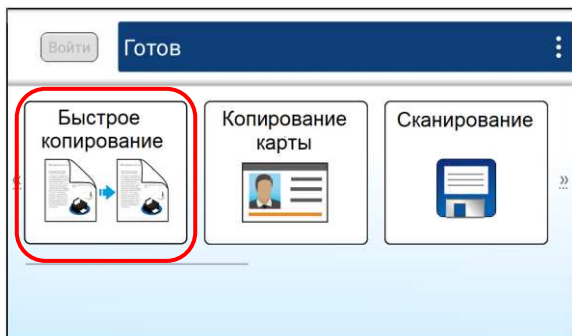 Войти
Готов
Быстрое
копирование
Копирование
карты
Сканирование
«
»